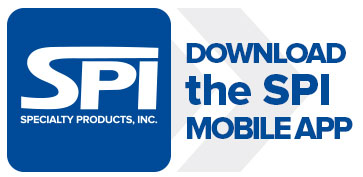 SPI
SPECIALTY PRODUCTS, INC.
DOWNLOAD
the SPI
MOBILE APP